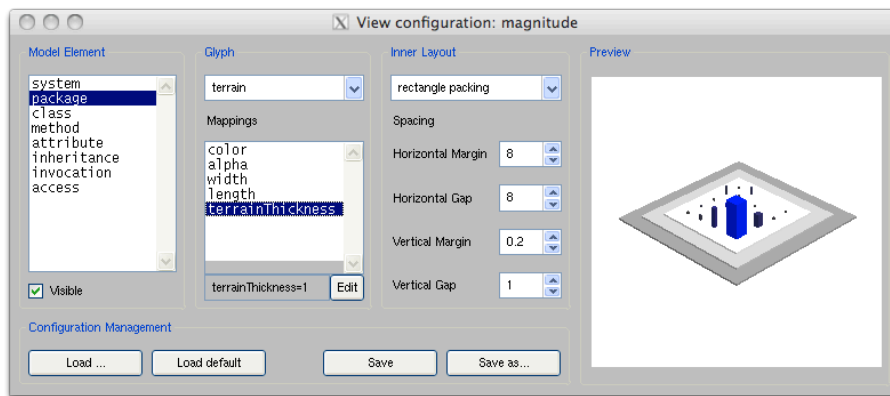 View configuration: magnitude
Model Element
system
package
class
method
attribute
inheritance
invocation
access
Visible
Glyph
terrain
Mappings
color
alpha
width
length
terrainThickness
terrainThickness=1 Edit
Inner Layout
rectangle packing
Spacing
Horizontal Margin 8
Horizontal Gap 8
Vertical Margin 0.2
Vertical Gap 1
Preview
Configuration Management
Load ... Load default Save Save as...